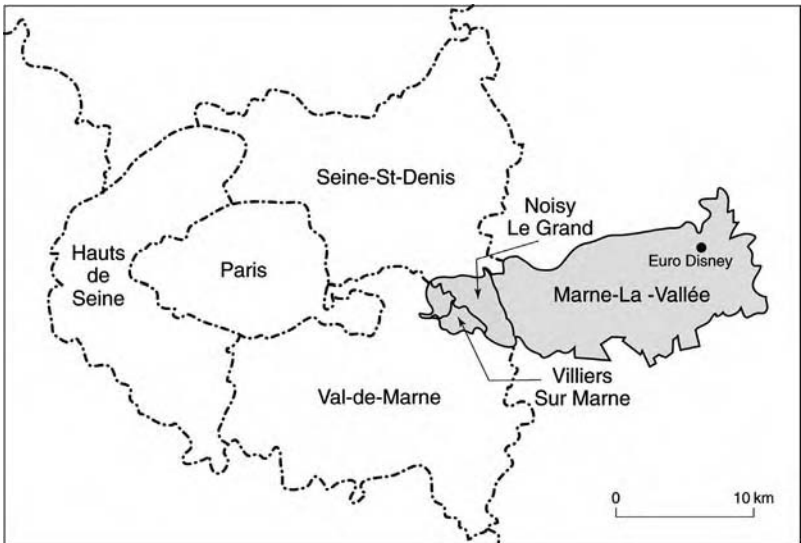 Seine-St-Denis
Noisy
Le Grand
Hauts
de
Seine
Paris
Euro Disney
Marne-La -Vallée
Val-de-Marne
Villiers
Sur Marne
0
10 km